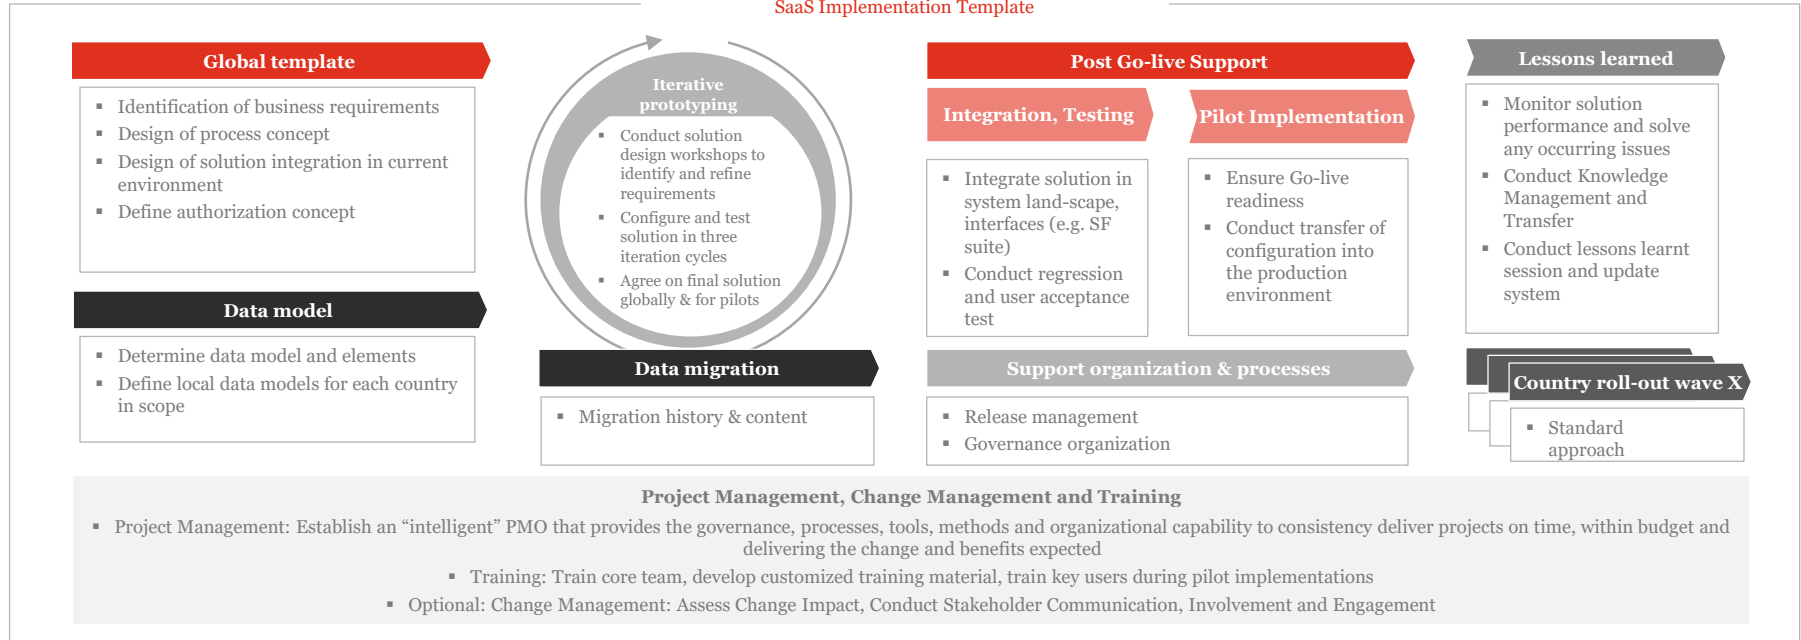 SaaS Implementation Template
Global template
▪ Identification of business requirements
▪ Design of process concept
▪ Design of solution integration in current
environment
▪ Define authorization concept
Data model
▪ Determine data model and elements
▪ Define local data models for each country
in scope
Iterative
prototyping
▪ Conduct solution
design workshops to
identify and refine
requirements
▪ Configure and test
solution in three
iteration cycles
▪ Agree on final solution
globally & for pilots
Data migration
▪ Migration history & content
Post Go-live Support
Integration, Testing
▪ Integrate solution in
system land-scape,
interfaces (e.g. SF
suite)
▪ Conduct regression
and user acceptance
test
Pilot Implementation
▪ Ensure Go-live
readiness
▪ Conduct transfer of
configuration into
the production
environment
Support organization & processes
▪ Release management
▪ Governance organization
Lessons learned
▪ Monitor solution
performance and solve
any occurring issues
▪ Conduct Knowledge
Management and
Transfer
▪ Conduct lessons learnt
session and update
system
Country roll-out wave X
▪ Standard
approach
Project Management, Change Management and Training
▪ Project Management: Establish an “intelligent” PMO that provides the governance, processes, tools, methods and organizational capability to consistency deliver projects on time, within budget and
delivering the change and benefits expected
▪ Training: Train core team, develop customized training material, train key users during pilot implementations
▪ Optional: Change Management: Assess Change Impact, Conduct Stakeholder Communication, Involvement and Engagement